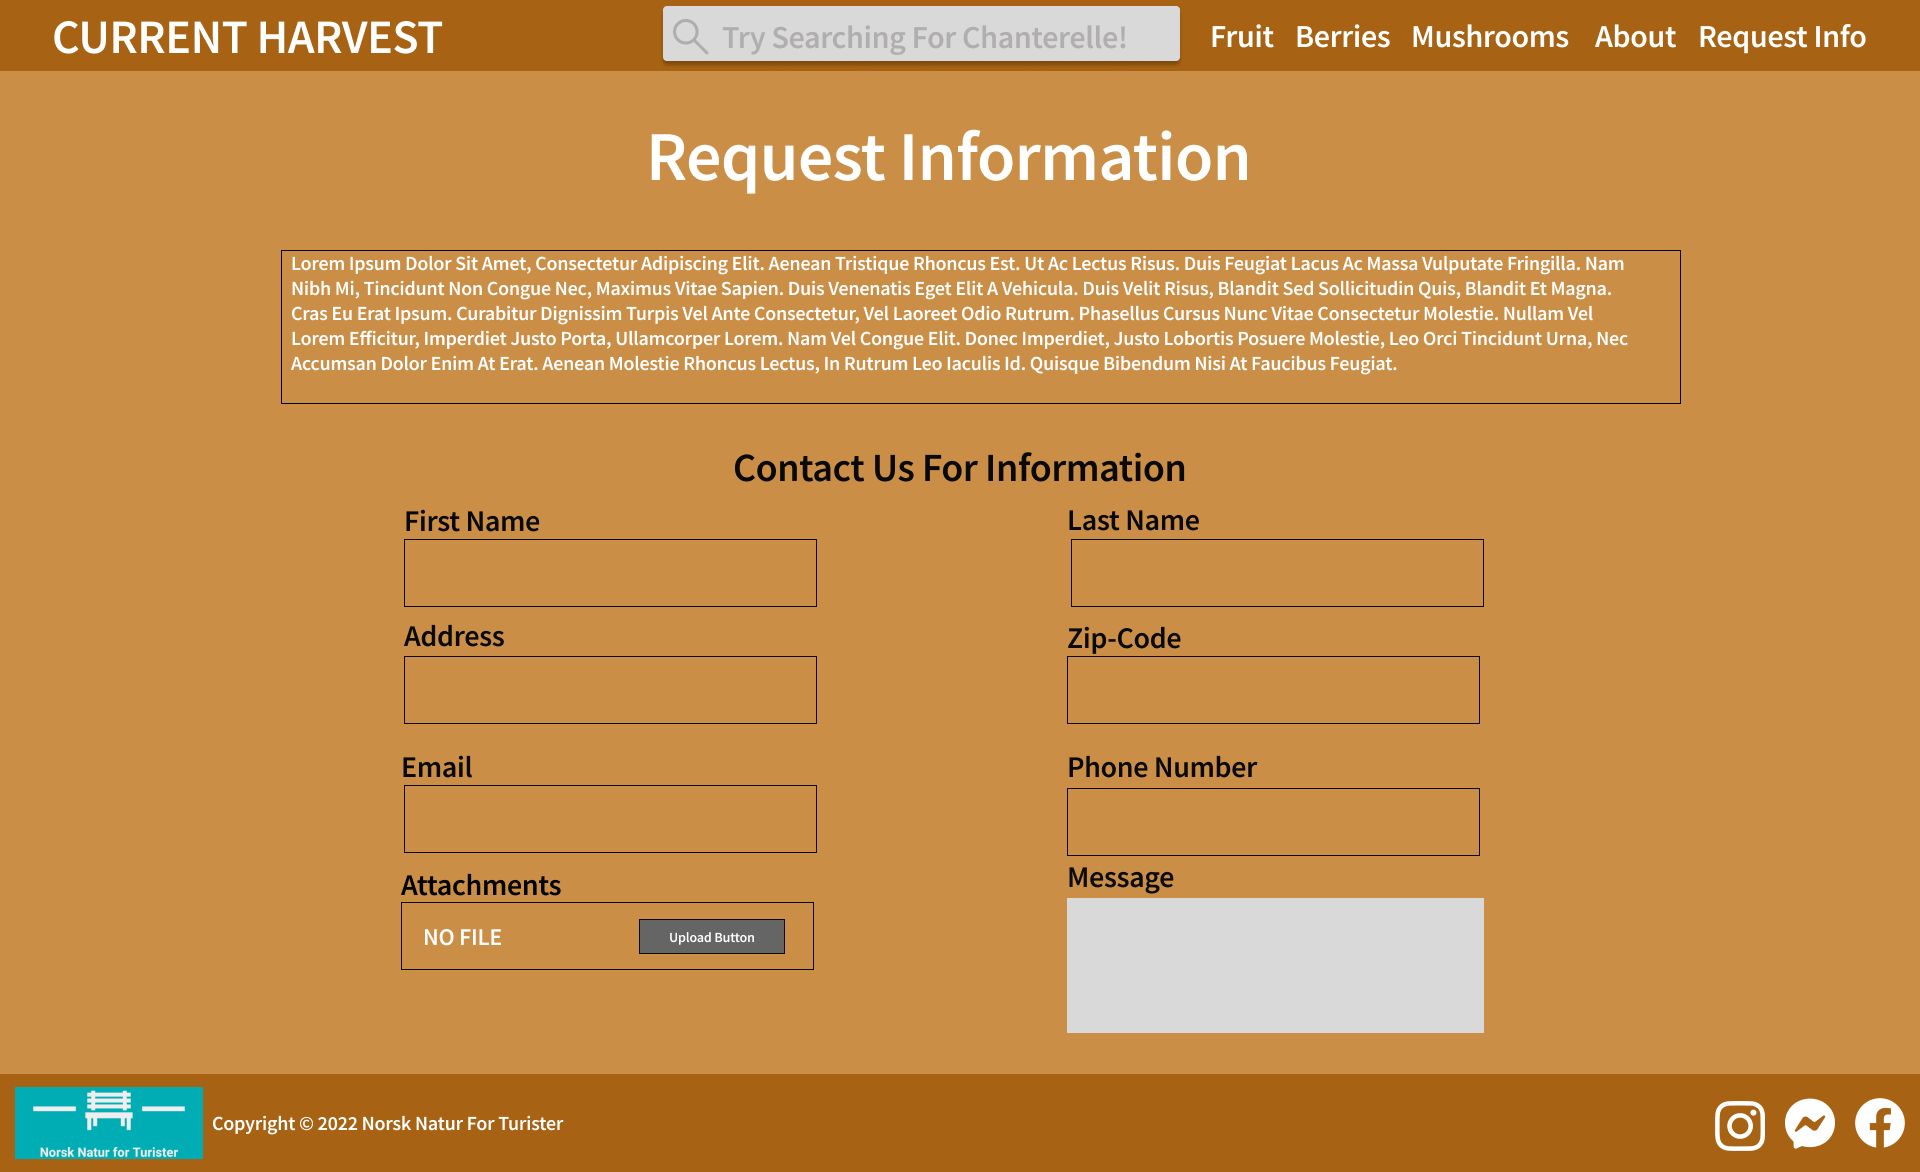 CURRENT HARVEST
Try Searching For Chanterelle!
Fruit
Berries
Mushrooms
About
Request Info
Request Information
Lorem Ipsum Dolor Sit Amet, Consectetur Adipiscing Elit. Aenean Tristique Rhoncus Est. Ut Ac Lectus Risus. Duis Feugiat Lacus Ac Massa Vulputate Fringilla. Nam
Nibh Mi, Tincidunt Non Congue Nec, Maximus Vitae Sapien. Duis Venenatis Eget Elit A Vehicula. Duis Velit Risus, Blandit Sed Sollicitudin Quis, Blandit Et Magna.
Cras Eu Erat Ipsum. Curabitur Dignissim Turpis Vel Ante Consectetur, Vel Laoreet Odio Rutrum. Phasellus Cursus Nunc Vitae Consectetur Molestie. Nullam Vel
Lorem Efficitur, Imperdiet Justo Porta, Ullamcorper Lorem. Nam Vel Congue Elit. Donec Imperdiet, Justo Lobortis Posuere Molestie, Leo Orci Tincidunt Urna, Nec
Accumsan Dolor Enim At Erat. Aenean Molestie Rhoncus Lectus, In Rutrum Leo Iaculis Id. Quisque Bibendum Nisi At Faucibus Feugiat.
Contact Us For Information
First Name
Last Name
Address
Zip-Code
Email
Phone Number
Attachments
Message
NO FILE
Upload Button
Norsk Natur for Turister
Copyright © 2022 Norsk Natur For Turister